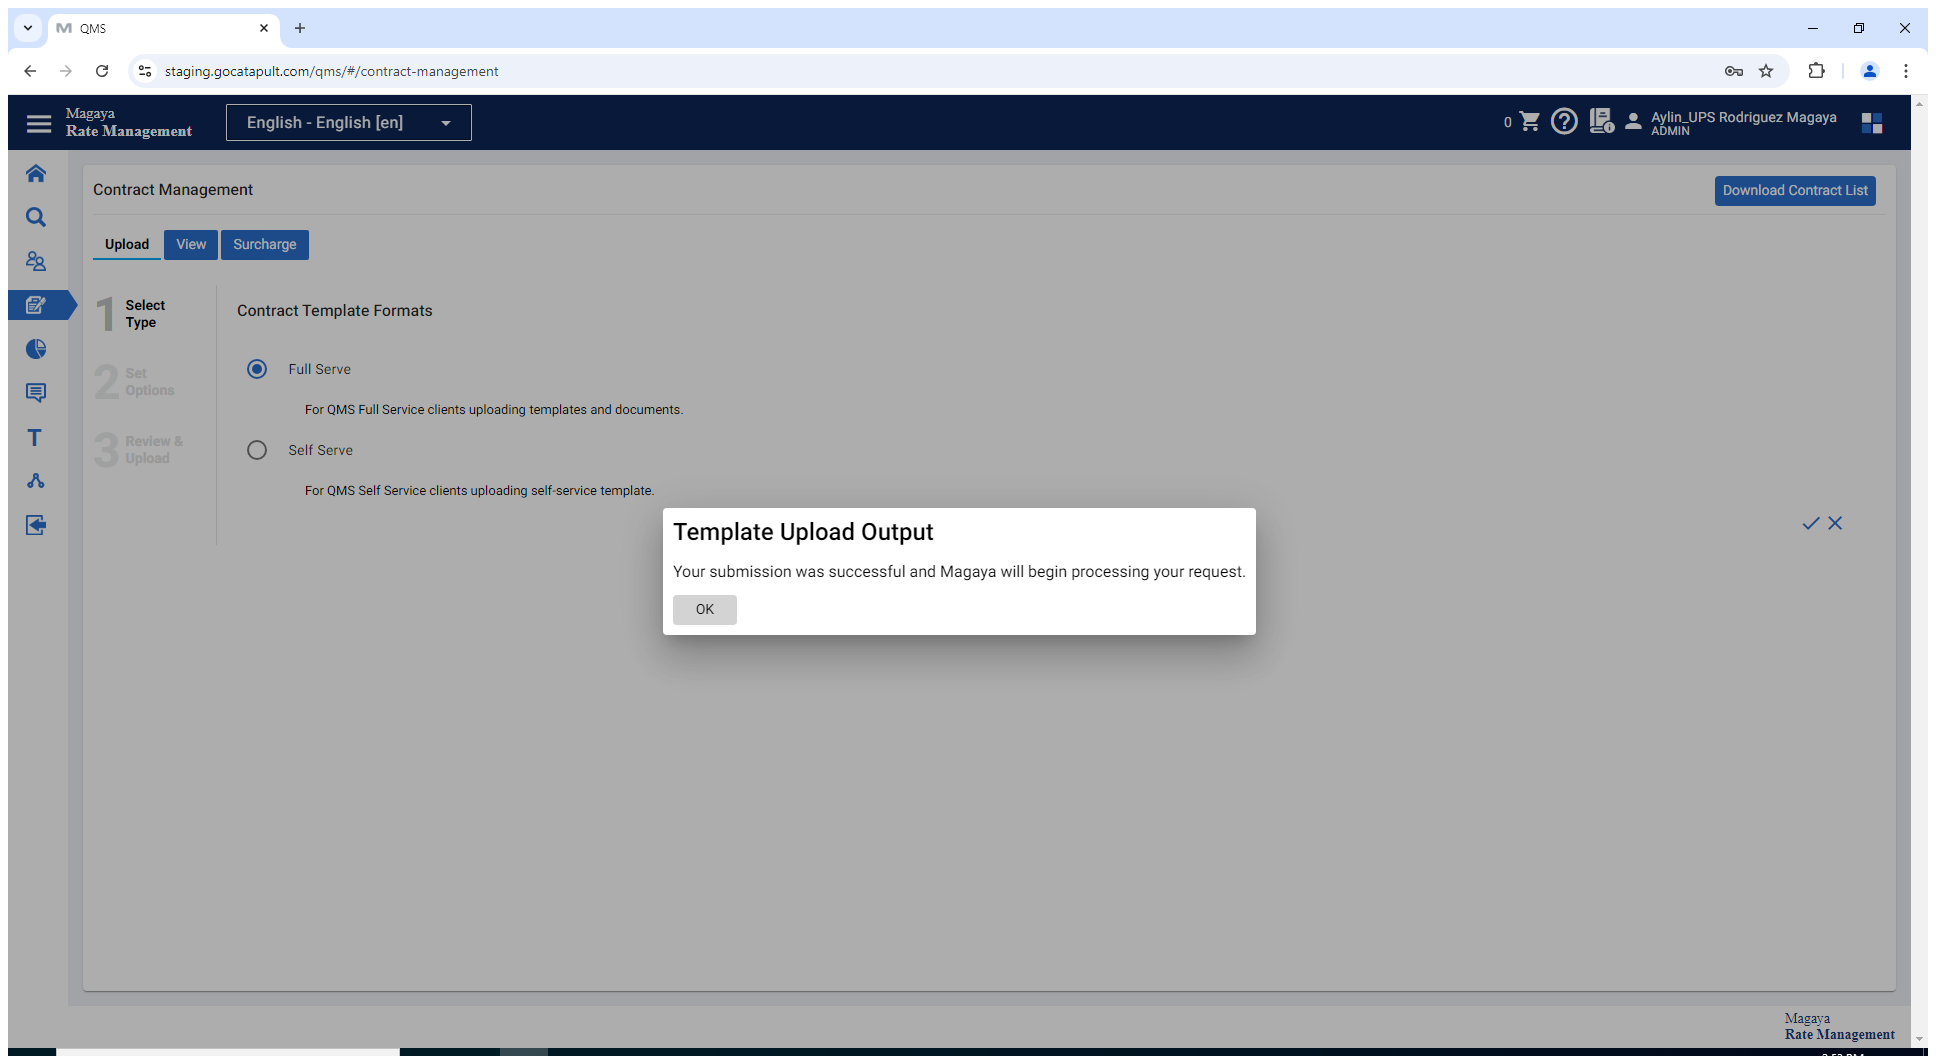 QMS
staging.gocatapult.com/qms/#/contract-management
Magaya
Rate Management
English - English [en]
0
Aylin_UPS Rodriguez Magaya
ADMIN
Contract Management
Download Contract List
Upload
View
Surcharge
1
Select
Type
2
Set
Options
3
Review &
Upload
Contract Template Formats
Full Serve
For QMS Full Service clients uploading templates and documents.
Self Serve
For QMS Self Service clients uploading self-service template.
Template Upload Output
Your submission was successful and Magaya will begin processing your request.
OK
Magaya
Rate Management